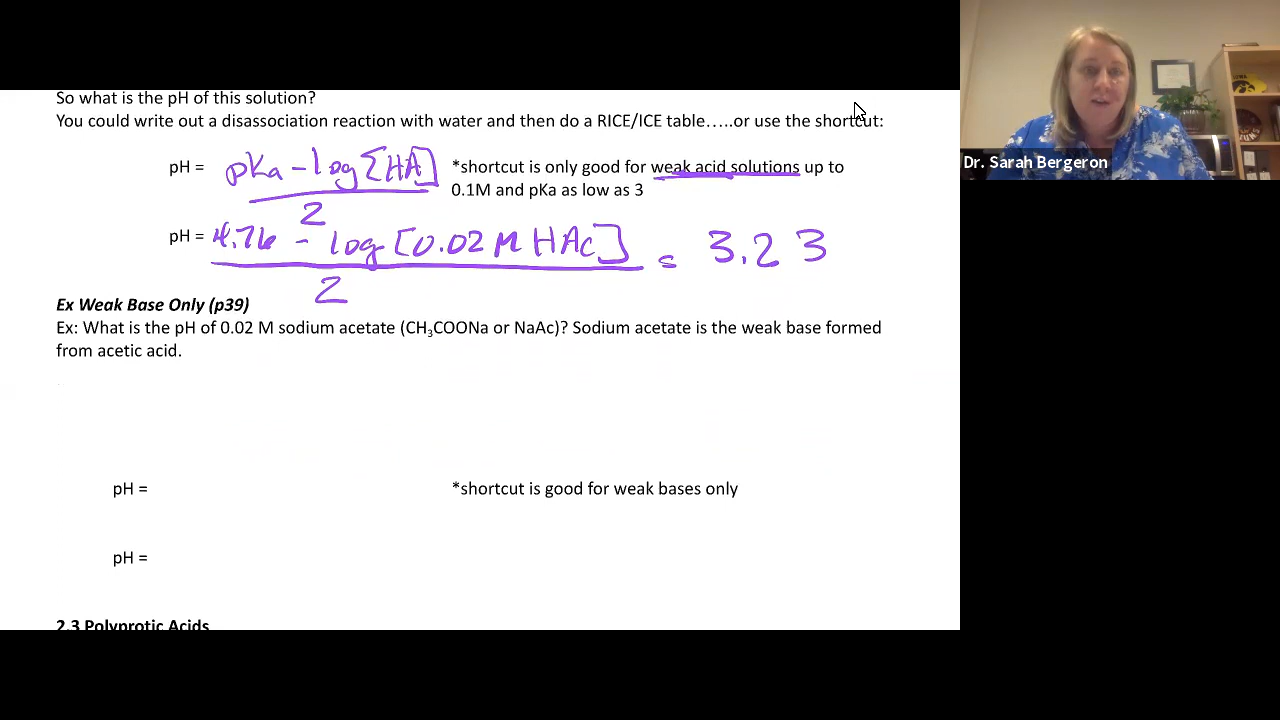 So what is the pH of this solution?
You could write out a disassociation reaction with water and then do a RICE/ICE table…..or use the shortcut:
pH = pKa - log [HA] *shortcut is only good for weak acid solutions up to
2 0.1M and pKa as low as 3
pH = 4.76 - log [0.02 M HAc] = 3.23
2
Ex Weak Base Only (p39)
Ex: What is the pH of 0.02 M sodium acetate (CH₃COONa or NaAc)? Sodium acetate is the weak base formed
from acetic acid.
pH = *shortcut is good for weak bases only
pH =
2.3 Polyprotic Acids
Dr. Sarah Bergeron
IOWA